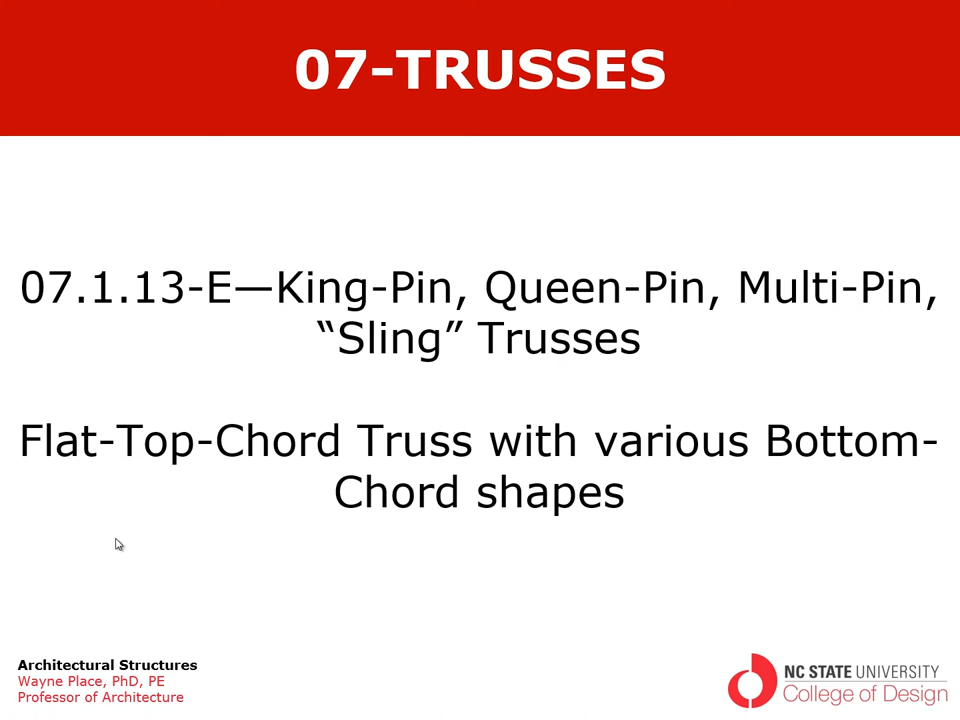 07-TRUSSES
07.1.13-E—King-Pin, Queen-Pin, Multi-Pin,
“Sling” Trusses
Flat-Top-Chord Truss with various Bottom-
Chord shapes
Architectural Structures
Wayne Place, PhD, PE
Professor of Architecture
NC STATE UNIVERSITY
College of Design